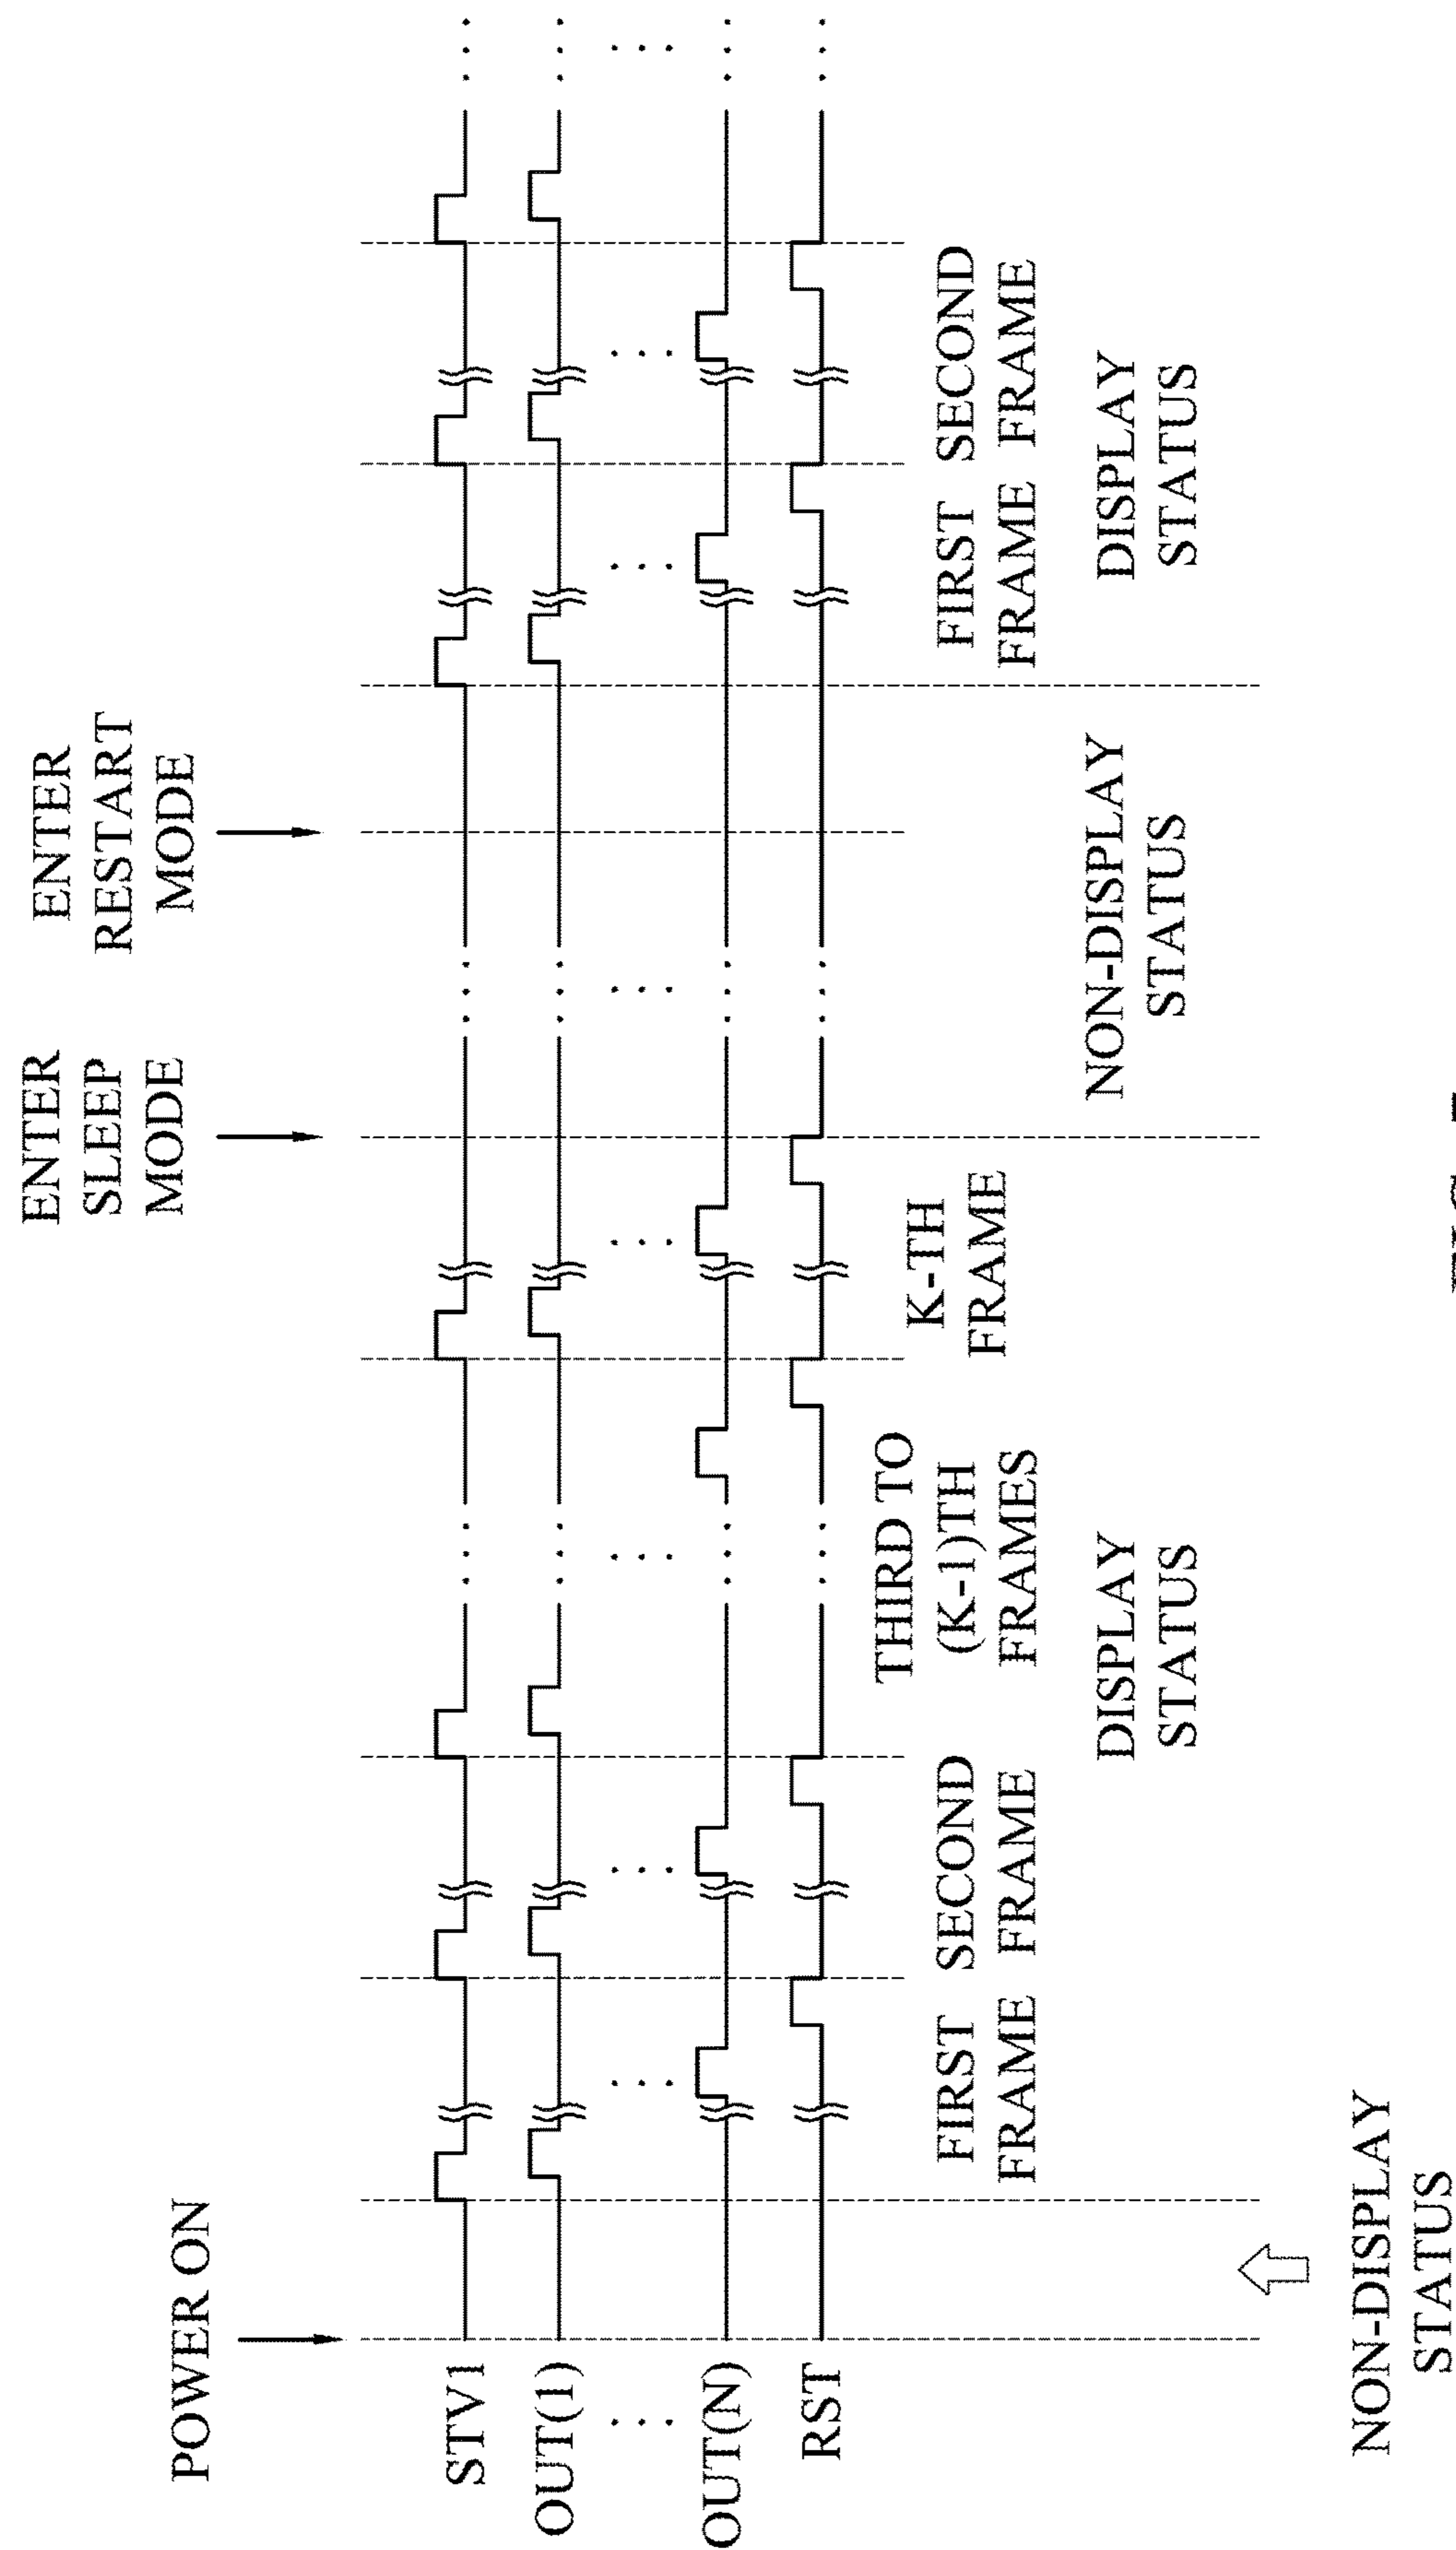 POWER ON
ENTER
SLEEP
MODE
ENTER
RESTART
MODE
STV1
OUT(1)
OUT(N)
RST
FIRST
FRAME
SECOND
FRAME
THIRD TO
(K-1)TH
FRAMES
K-TH
FRAME
FIRST
FRAME
SECOND
FRAME
NON-DISPLAY
STATUS
DISPLAY
STATUS
NON-DISPLAY
STATUS
DISPLAY
STATUS